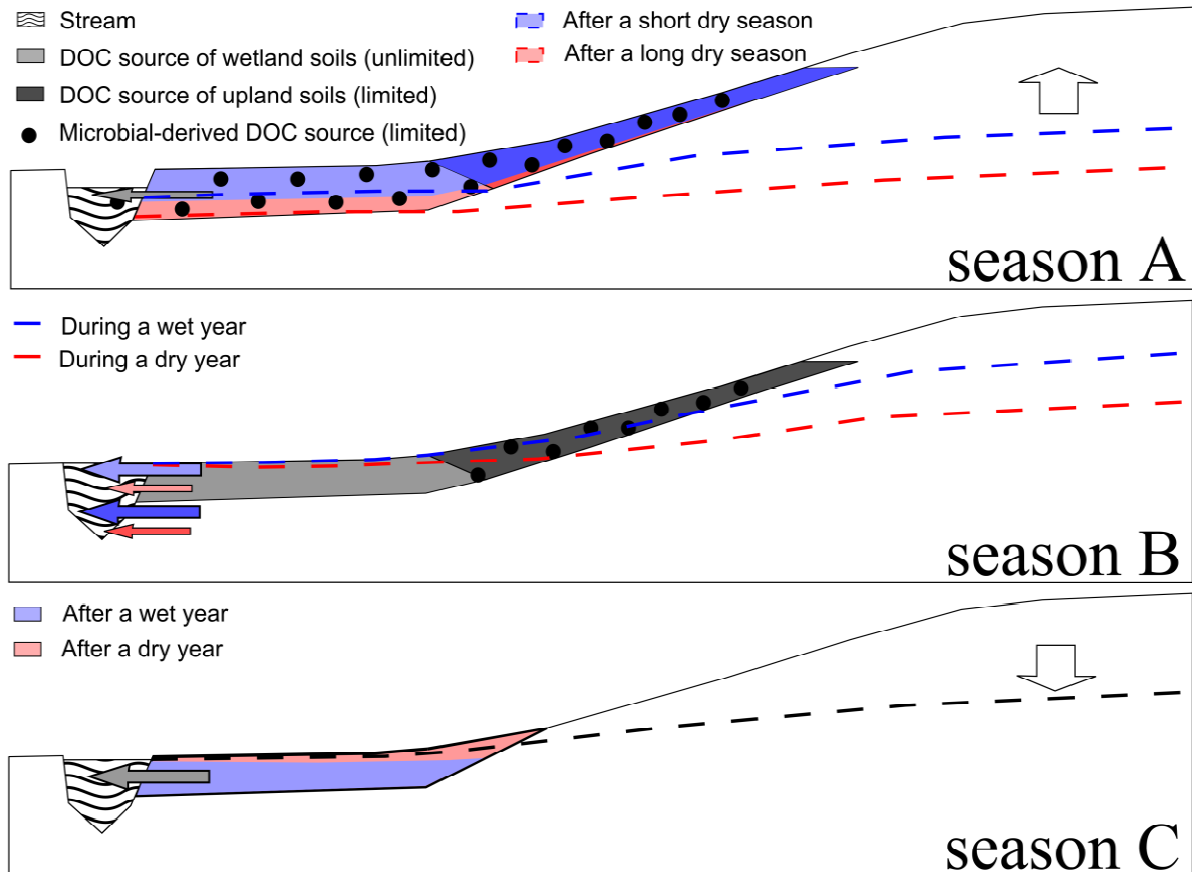 Stream
DOC source of wetland soils (unlimited)
DOC source of upland soils (limited)
Microbial-derived DOC source (limited)
After a short dry season
After a long dry season
season A
During a wet year
During a dry year
season B
After a wet year
After a dry year
season C